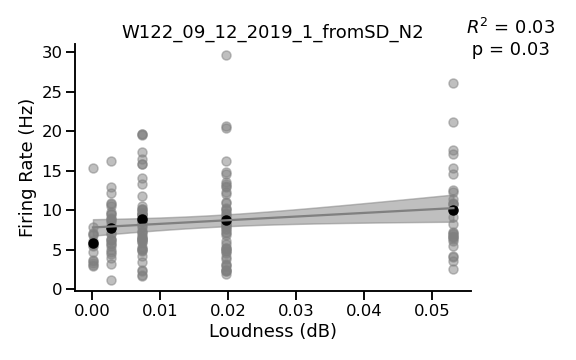 W122_09_12_2019_1_fromSD_N2
R² = 0.03
p = 0.03
Firing Rate (Hz)
30
25
20
15
10
5
0
0.00 0.01 0.02 0.03 0.04 0.05
Loudness (dB)